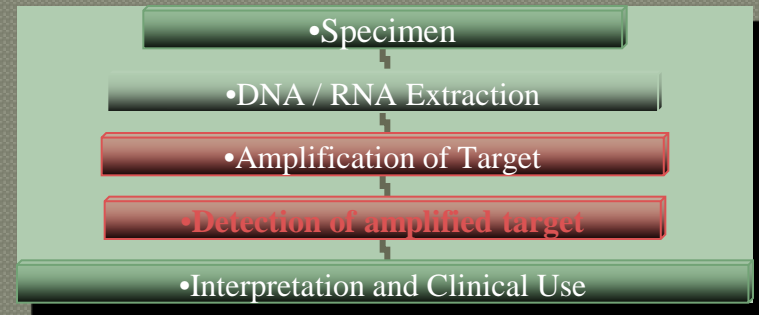 •Specimen
•DNA / RNA Extraction
•Amplification of Target
•Detection of amplified target
•Interpretation and Clinical Use